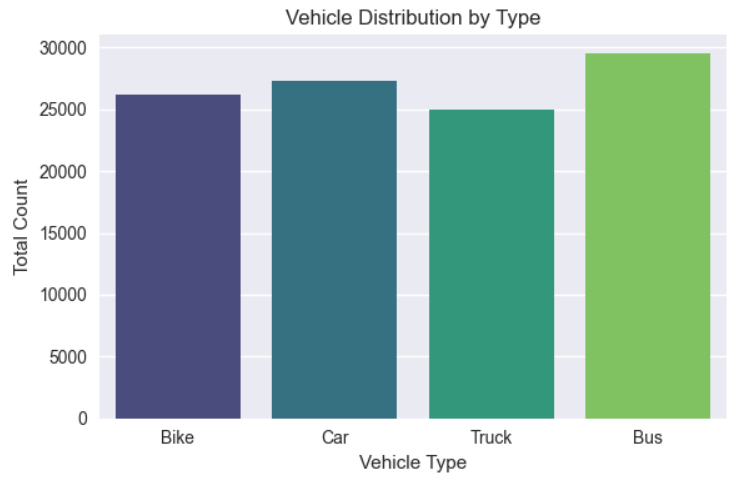 Vehicle Distribution by Type
Total Count
30000
25000
20000
15000
10000
5000
0
Bike Car Truck Bus
Vehicle Type